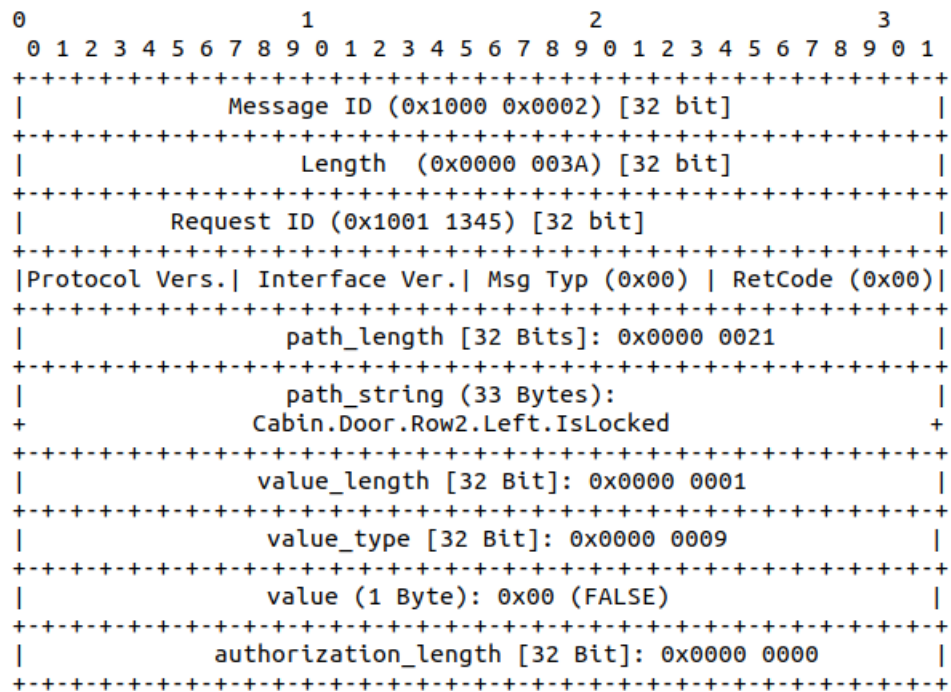 0 1 2 3
0 1 2 3 4 5 6 7 8 9 0 1 2 3 4 5 6 7 8 9 0 1 2 3 4 5 6 7 8 9 0 1
+-+-+-+-+-+-+-+-+-+-+-+-+-+-+-+-+-+-+-+-+-+-+-+-+-+-+-+-+-+-+-+-+
| Message ID (0x1000 0x0002) [32 bit] |
+-+-+-+-+-+-+-+-+-+-+-+-+-+-+-+-+-+-+-+-+-+-+-+-+-+-+-+-+-+-+-+-+
| Length (0x0000 003A) [32 bit] |
+-+-+-+-+-+-+-+-+-+-+-+-+-+-+-+-+-+-+-+-+-+-+-+-+-+-+-+-+-+-+-+-+
| Request ID (0x1001 1345) [32 bit] |
+-+-+-+-+-+-+-+-+-+-+-+-+-+-+-+-+-+-+-+-+-+-+-+-+-+-+-+-+-+-+-+-+
|Protocol Vers.| Interface Ver.| Msg Typ (0x00) | RetCode (0x00)|
+-+-+-+-+-+-+-+-+-+-+-+-+-+-+-+-+-+-+-+-+-+-+-+-+-+-+-+-+-+-+-+-+
| path_length [32 Bits]: 0x0000 0021 |
+-+-+-+-+-+-+-+-+-+-+-+-+-+-+-+-+-+-+-+-+-+-+-+-+-+-+-+-+-+-+-+-+
| path_string (33 Bytes): |
+ Cabin.Door.Row2.Left.IsLocked +
+-+-+-+-+-+-+-+-+-+-+-+-+-+-+-+-+-+-+-+-+-+-+-+-+-+-+-+-+-+-+-+-+
| value_length [32 Bit]: 0x0000 0001 |
+-+-+-+-+-+-+-+-+-+-+-+-+-+-+-+-+-+-+-+-+-+-+-+-+-+-+-+-+-+-+-+-+
| value_type [32 Bit]: 0x0000 0009 |
+-+-+-+-+-+-+-+-+-+-+-+-+-+-+-+-+-+-+-+-+-+-+-+-+-+-+-+-+-+-+-+-+
| value (1 Byte): 0x00 (FALSE) |
+-+-+-+-+-+-+-+-+-+-+-+-+-+-+-+-+-+-+-+-+-+-+-+-+-+-+-+-+-+-+-+-+
| authorization_length [32 Bit]: 0x0000 0000 |
+-+-+-+-+-+-+-+-+-+-+-+-+-+-+-+-+-+-+-+-+-+-+-+-+-+-+-+-+-+-+-+-+